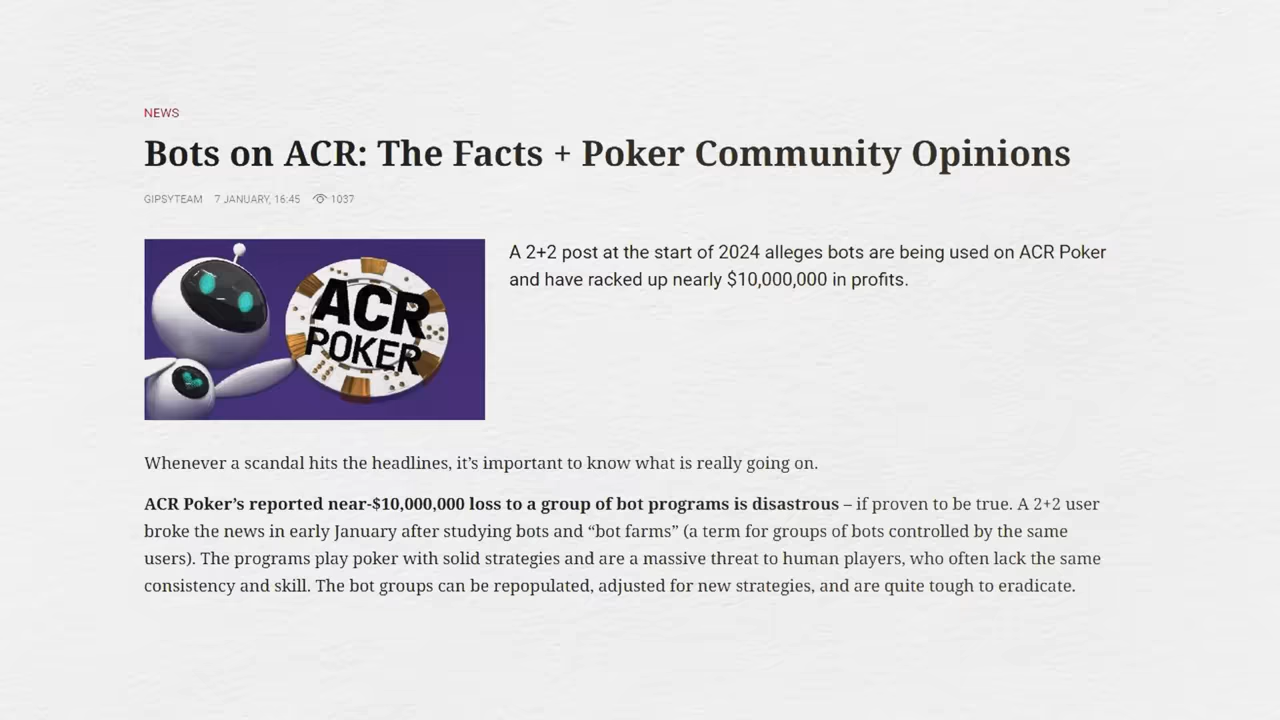 NEWS
Bots on ACR: The Facts + Poker Community Opinions
GIPSYTEAM 7 JANUARY, 16:45 1037
ACR
POKER
A 2+2 post at the start of 2024 alleges bots are being used on ACR Poker
and have racked up nearly $10,000,000 in profits.
Whenever a scandal hits the headlines, it’s important to know what is really going on.
ACR Poker’s reported near-$10,000,000 loss to a group of bot programs is disastrous – if proven to be true. A 2+2 user
broke the news in early January after studying bots and “bot farms” (a term for groups of bots controlled by the same
users). The programs play poker with solid strategies and are a massive threat to human players, who often lack the same
consistency and skill. The bot groups can be repopulated, adjusted for new strategies, and are quite tough to eradicate.